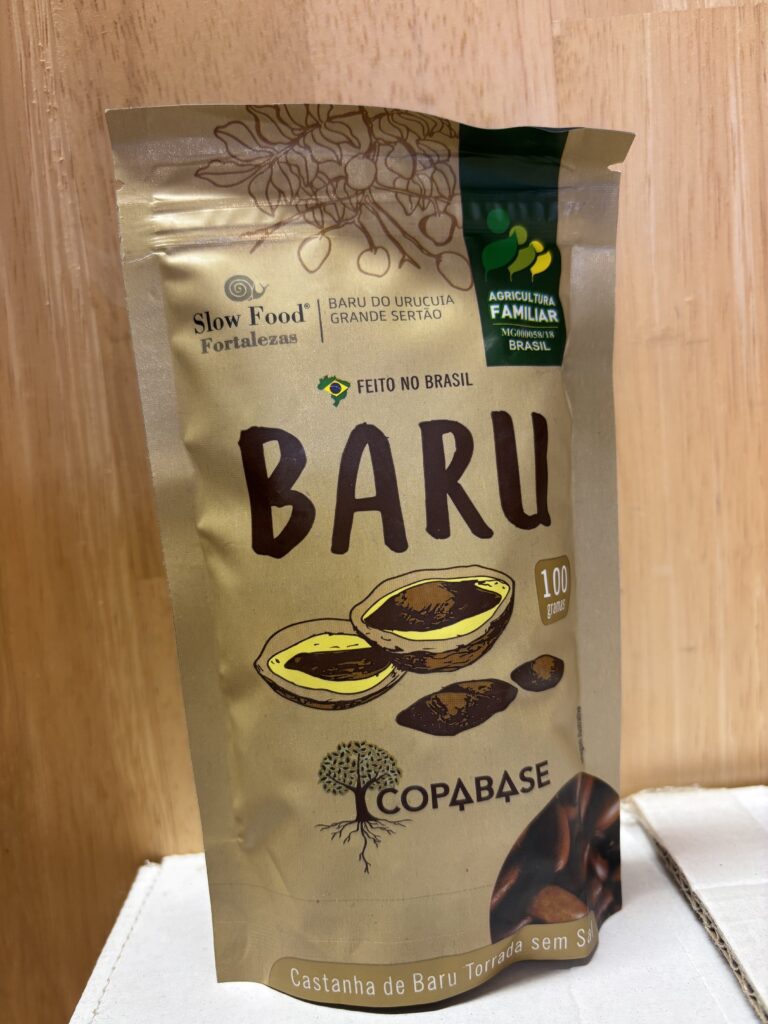 Slow Food®
Fortalezas
BARU DO URUCUIA
GRANDE SERTÃO
AGRICULTURA
FAMILIAR
MG000058/18
BRASIL
FEITO NO BRASIL
BARU
100
gramas
COPABASE
Castanha de Baru Torrada sem